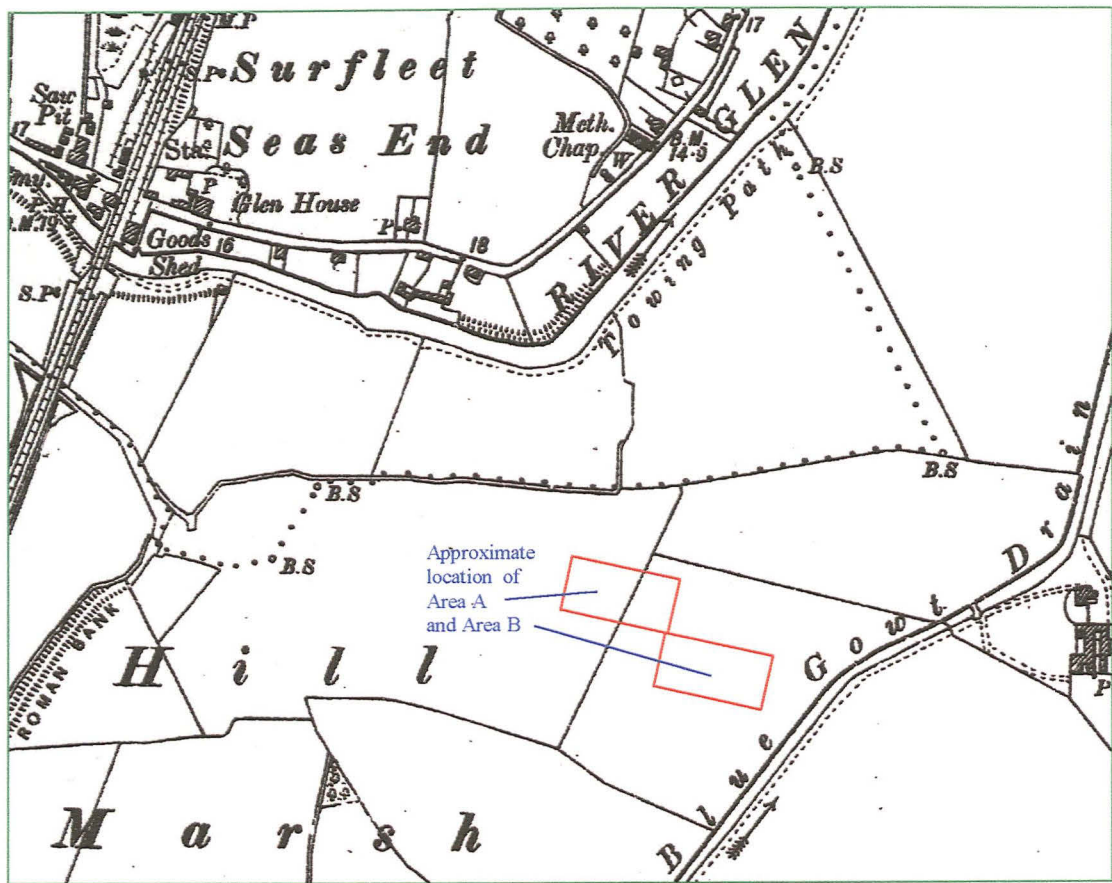 M.P
17
Surfleet
S.P.
Saw
Pit
Seas End
Meth.
Chap.
W
B.M.
14·9
17
Sta.
P
Glen House
P
P.H.
Goods
16
Shed
18
S.P.
RIVER GLEN
Towing Path
B.S
B.S
B.S
B.S
Approximate
location of
Area A
and Area B
ROMAN BANK
Hill
Marsh
Blue Gowt Drain
P